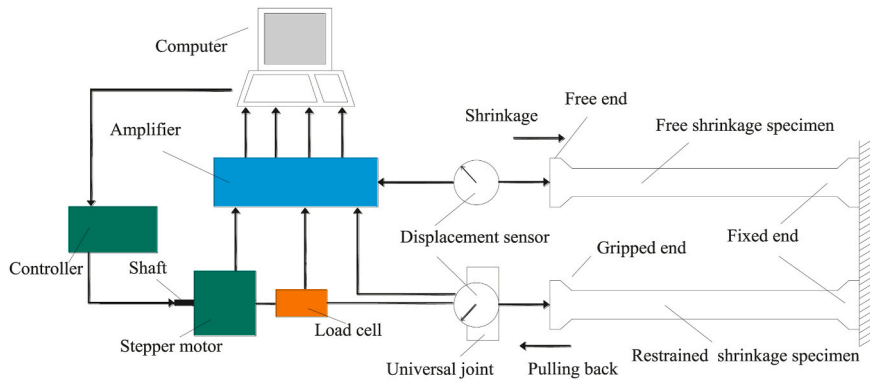 Computer
Free end
Shrinkage
Amplifier
Free shrinkage specimen
Displacement sensor
Fixed end
Gripped end
Controller
Shaft
Load cell
Stepper motor
Universal joint
Pulling back
Restrained shrinkage specimen